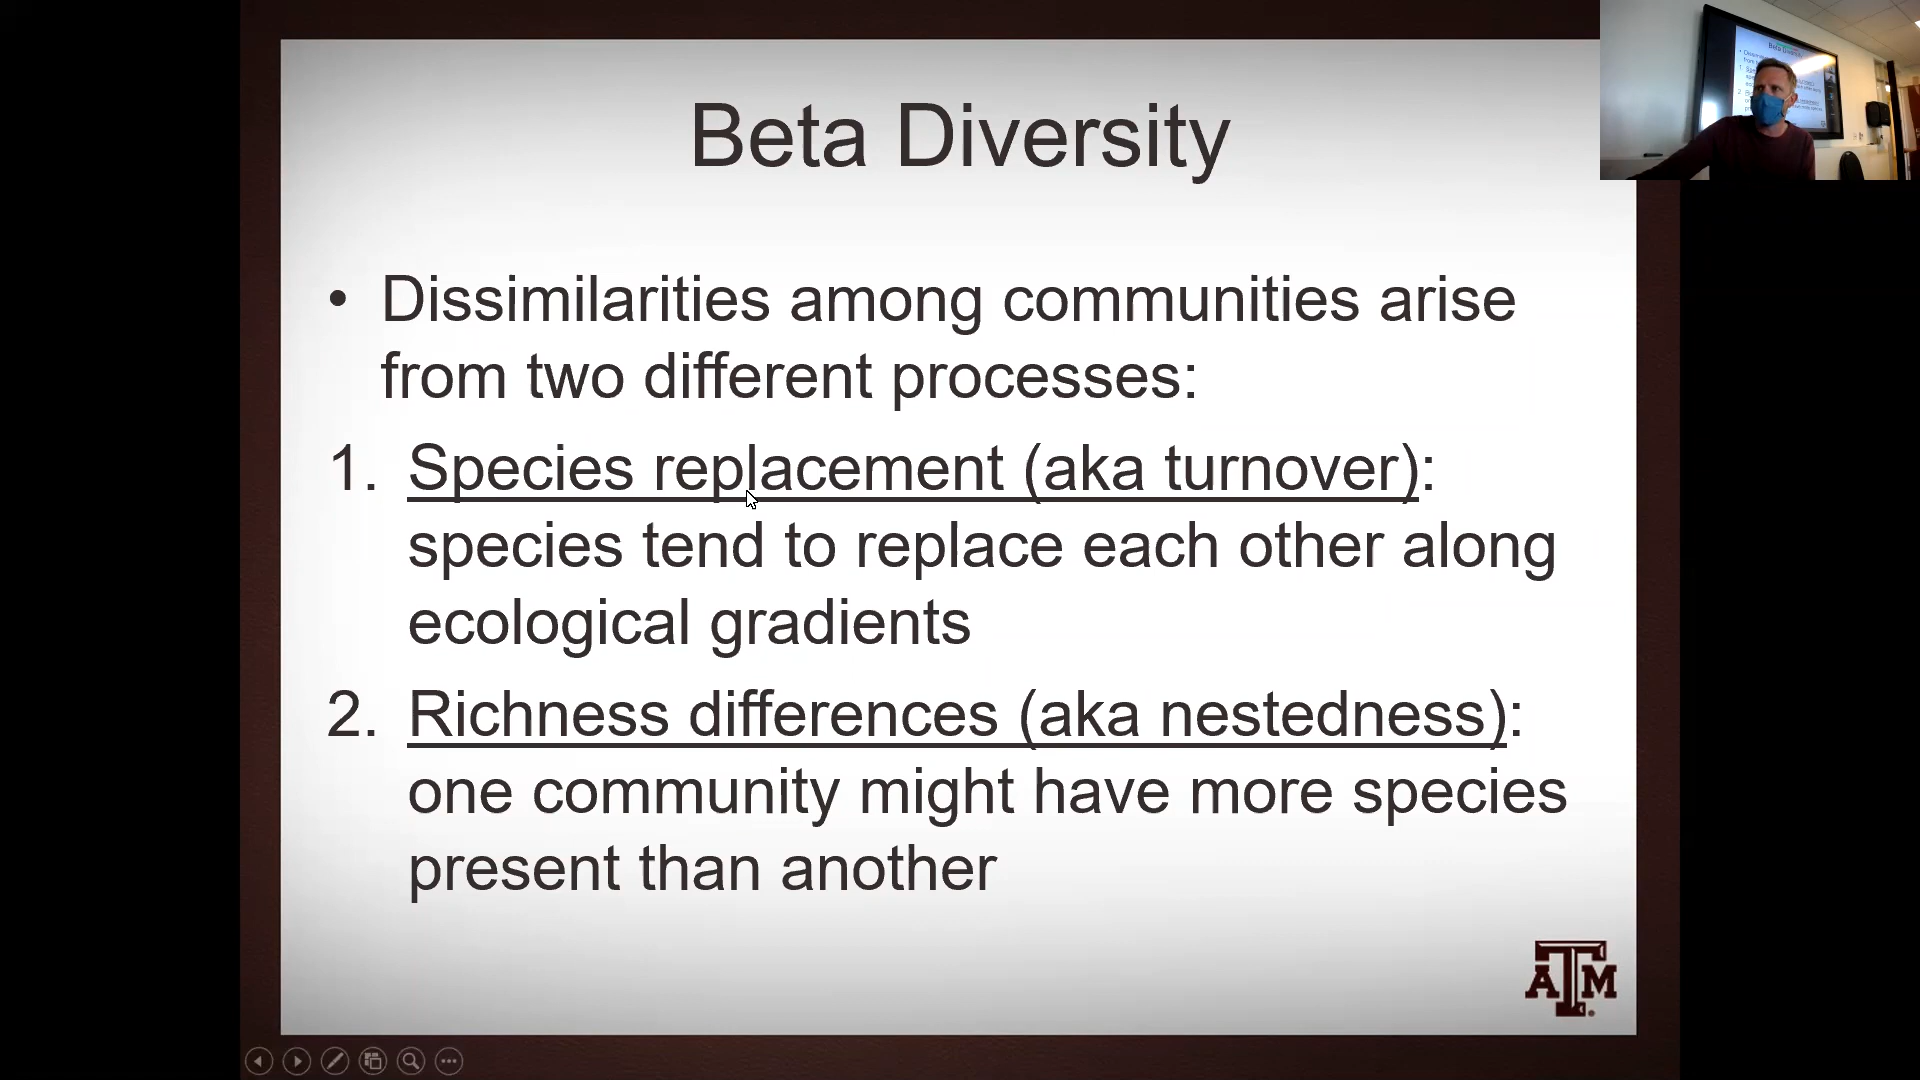 Beta Diversity
• Dissimilarities among communities arise
from two different processes:
1. Species replacement (aka turnover):
species tend to replace each other along
ecological gradients
2. Richness differences (aka nestedness):
one community might have more species
present than another
ATM
Beta Diversity